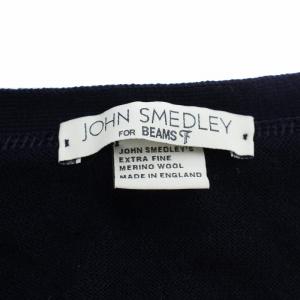 JOHN SMEDLEY
FOR BEAMS F
JOHN SMEDLEY'S
EXTRA FINE
MERINO WOOL
MADE IN ENGLAND